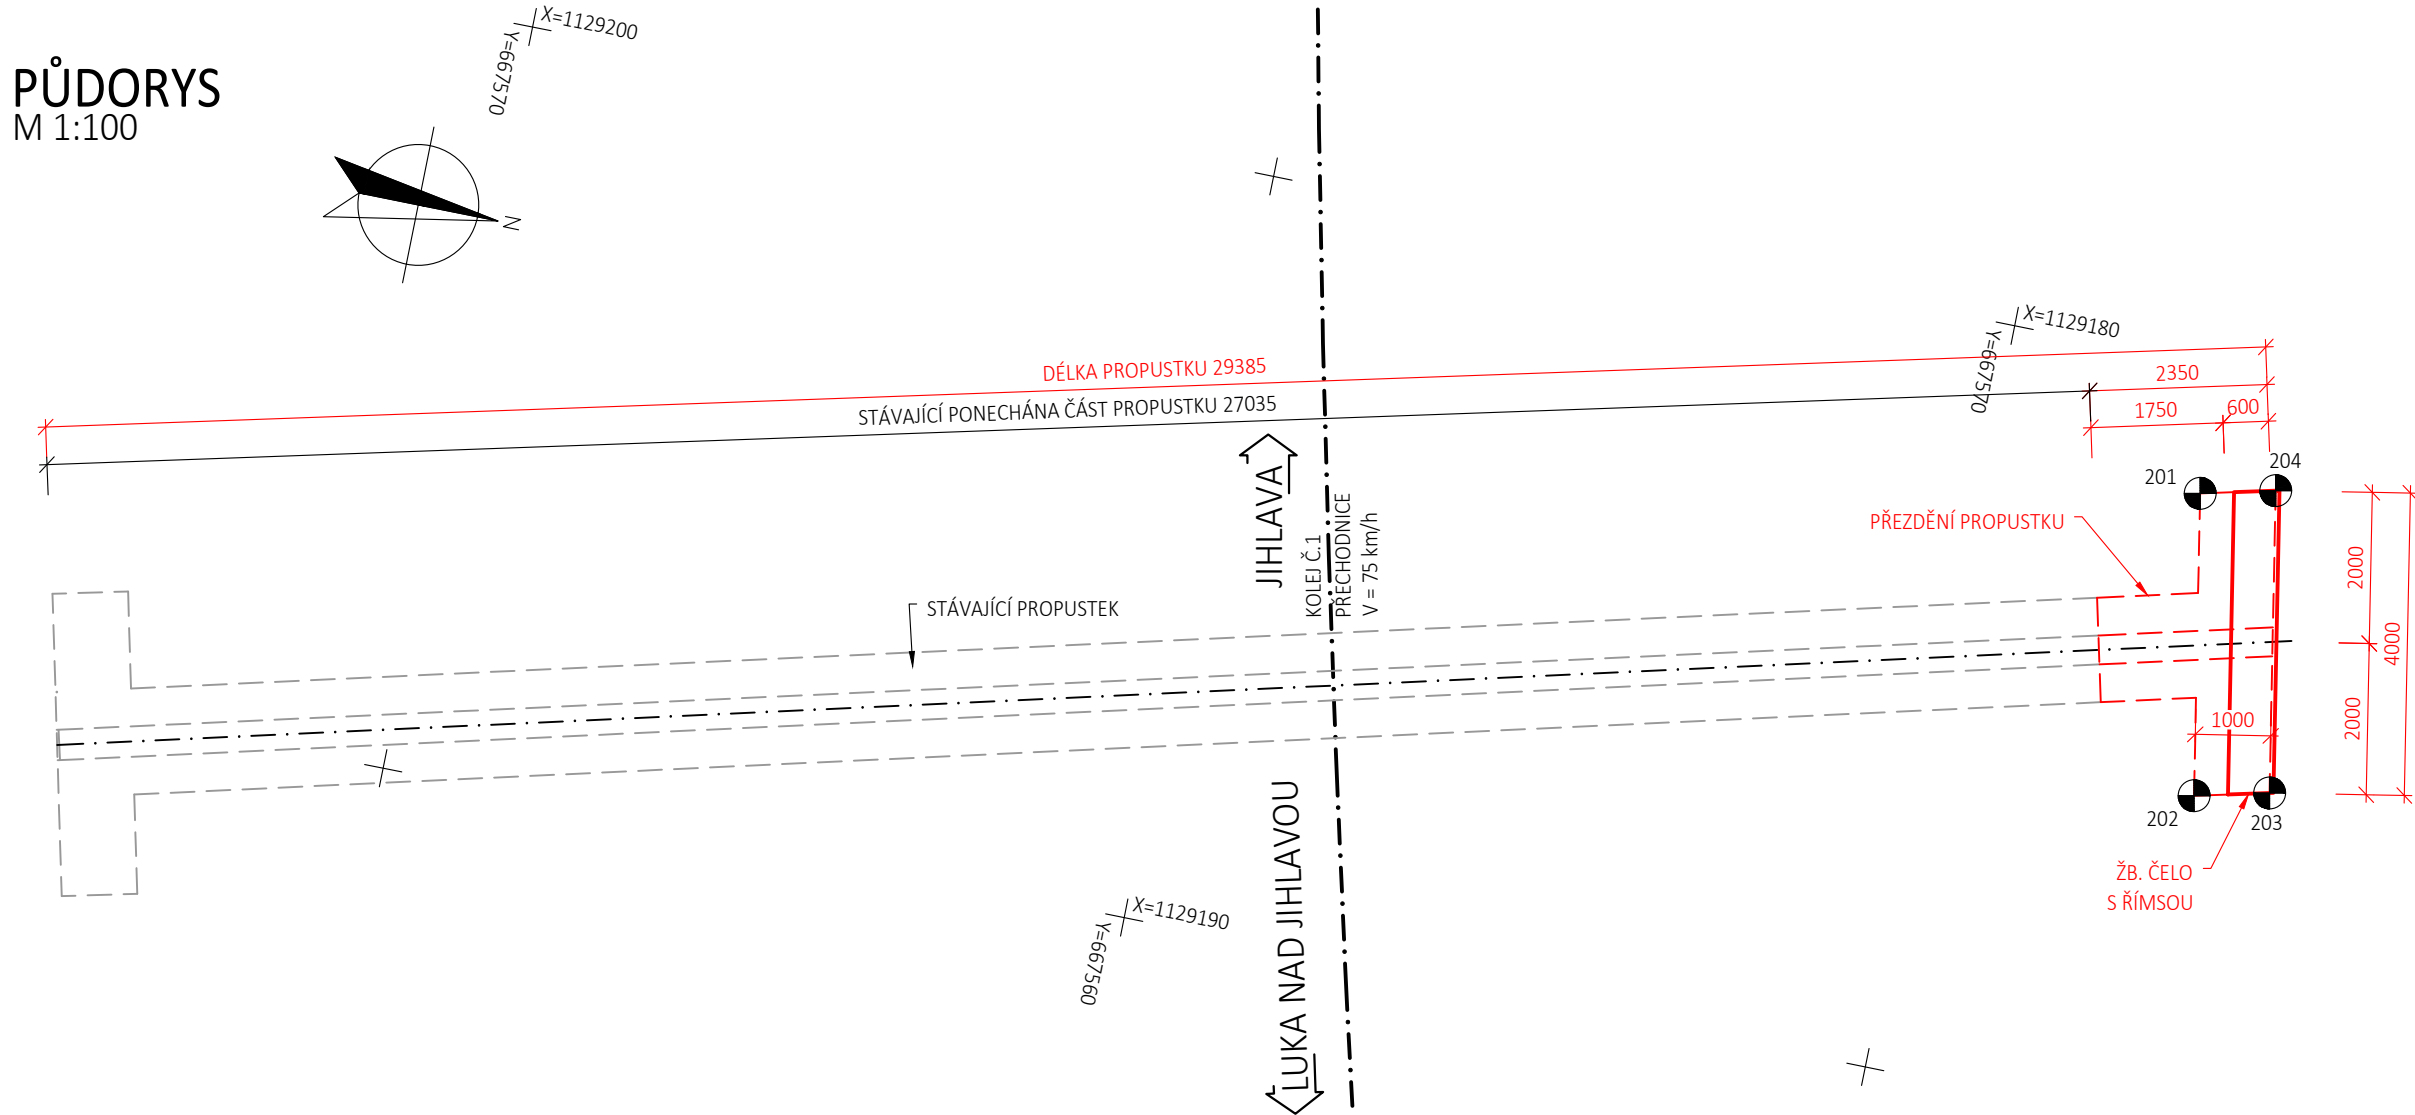 PŮDORYS
M 1:100
X=1129200
Y=667570
N
X=1129180
Y=667570
DÉLKA PROPUSTKU 29385
STÁVAJÍCÍ PONECHÁNA ČÁST PROPUSTKU 27035
2350
1750
600
JIHLAVA
KOLEJ Č.1
PŘECHODNICE
V = 75 km/h
201
204
PŘEZDĚNÍ PROPUSTKU
STÁVAJÍCÍ PROPUSTEK
2000
4000
2000
1000
202
203
ŽB. ČELO
S ŘÍMSOU
LUKA NAD JIHLAVOU
X=1129190
Y=667560